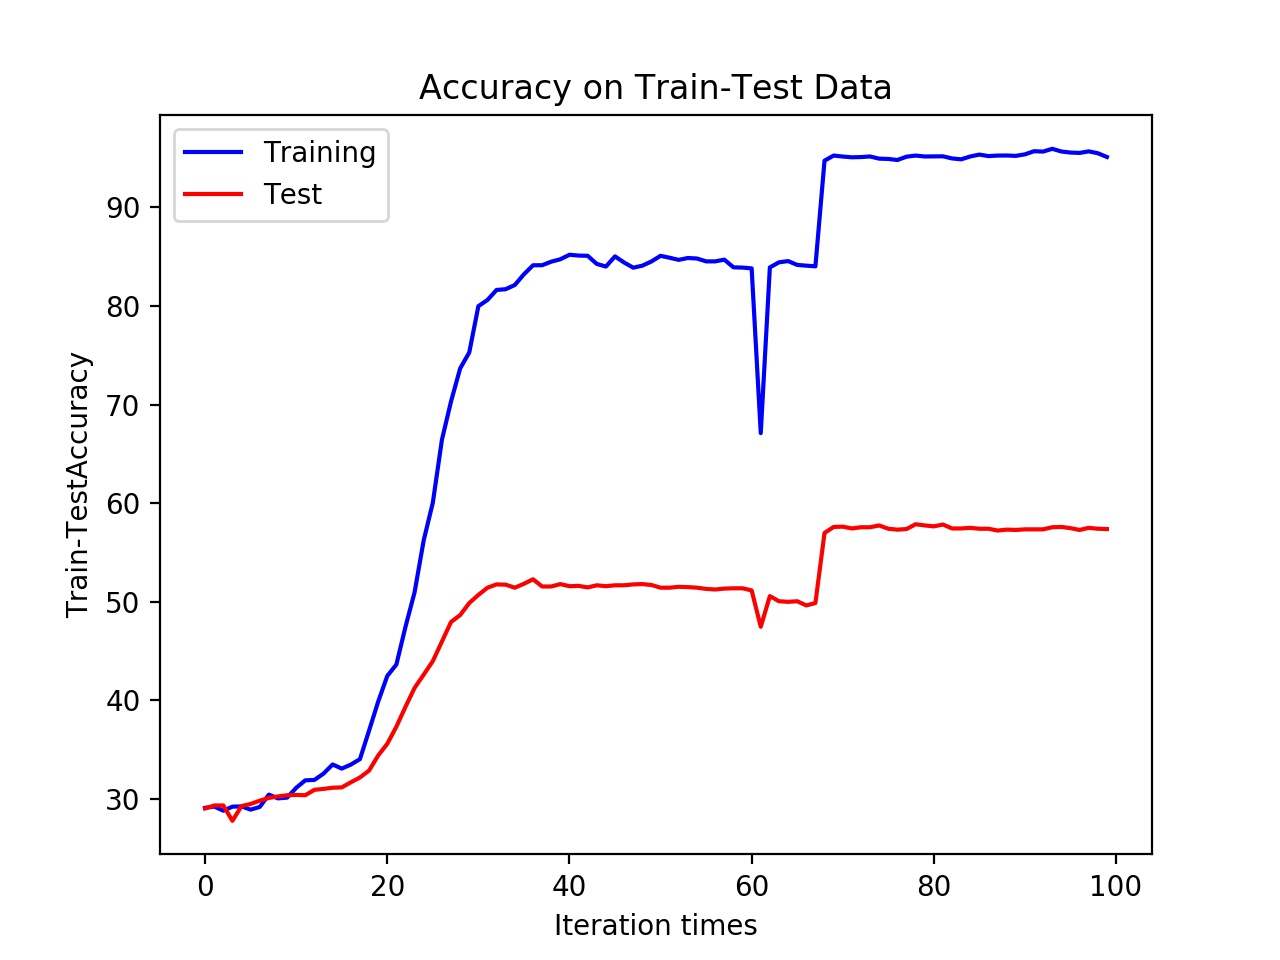 Accuracy on Train-Test Data
Training
Test
90
80
70
60
50
40
30
Train-TestAccuracy
0 20 40 60 80 100
Iteration times